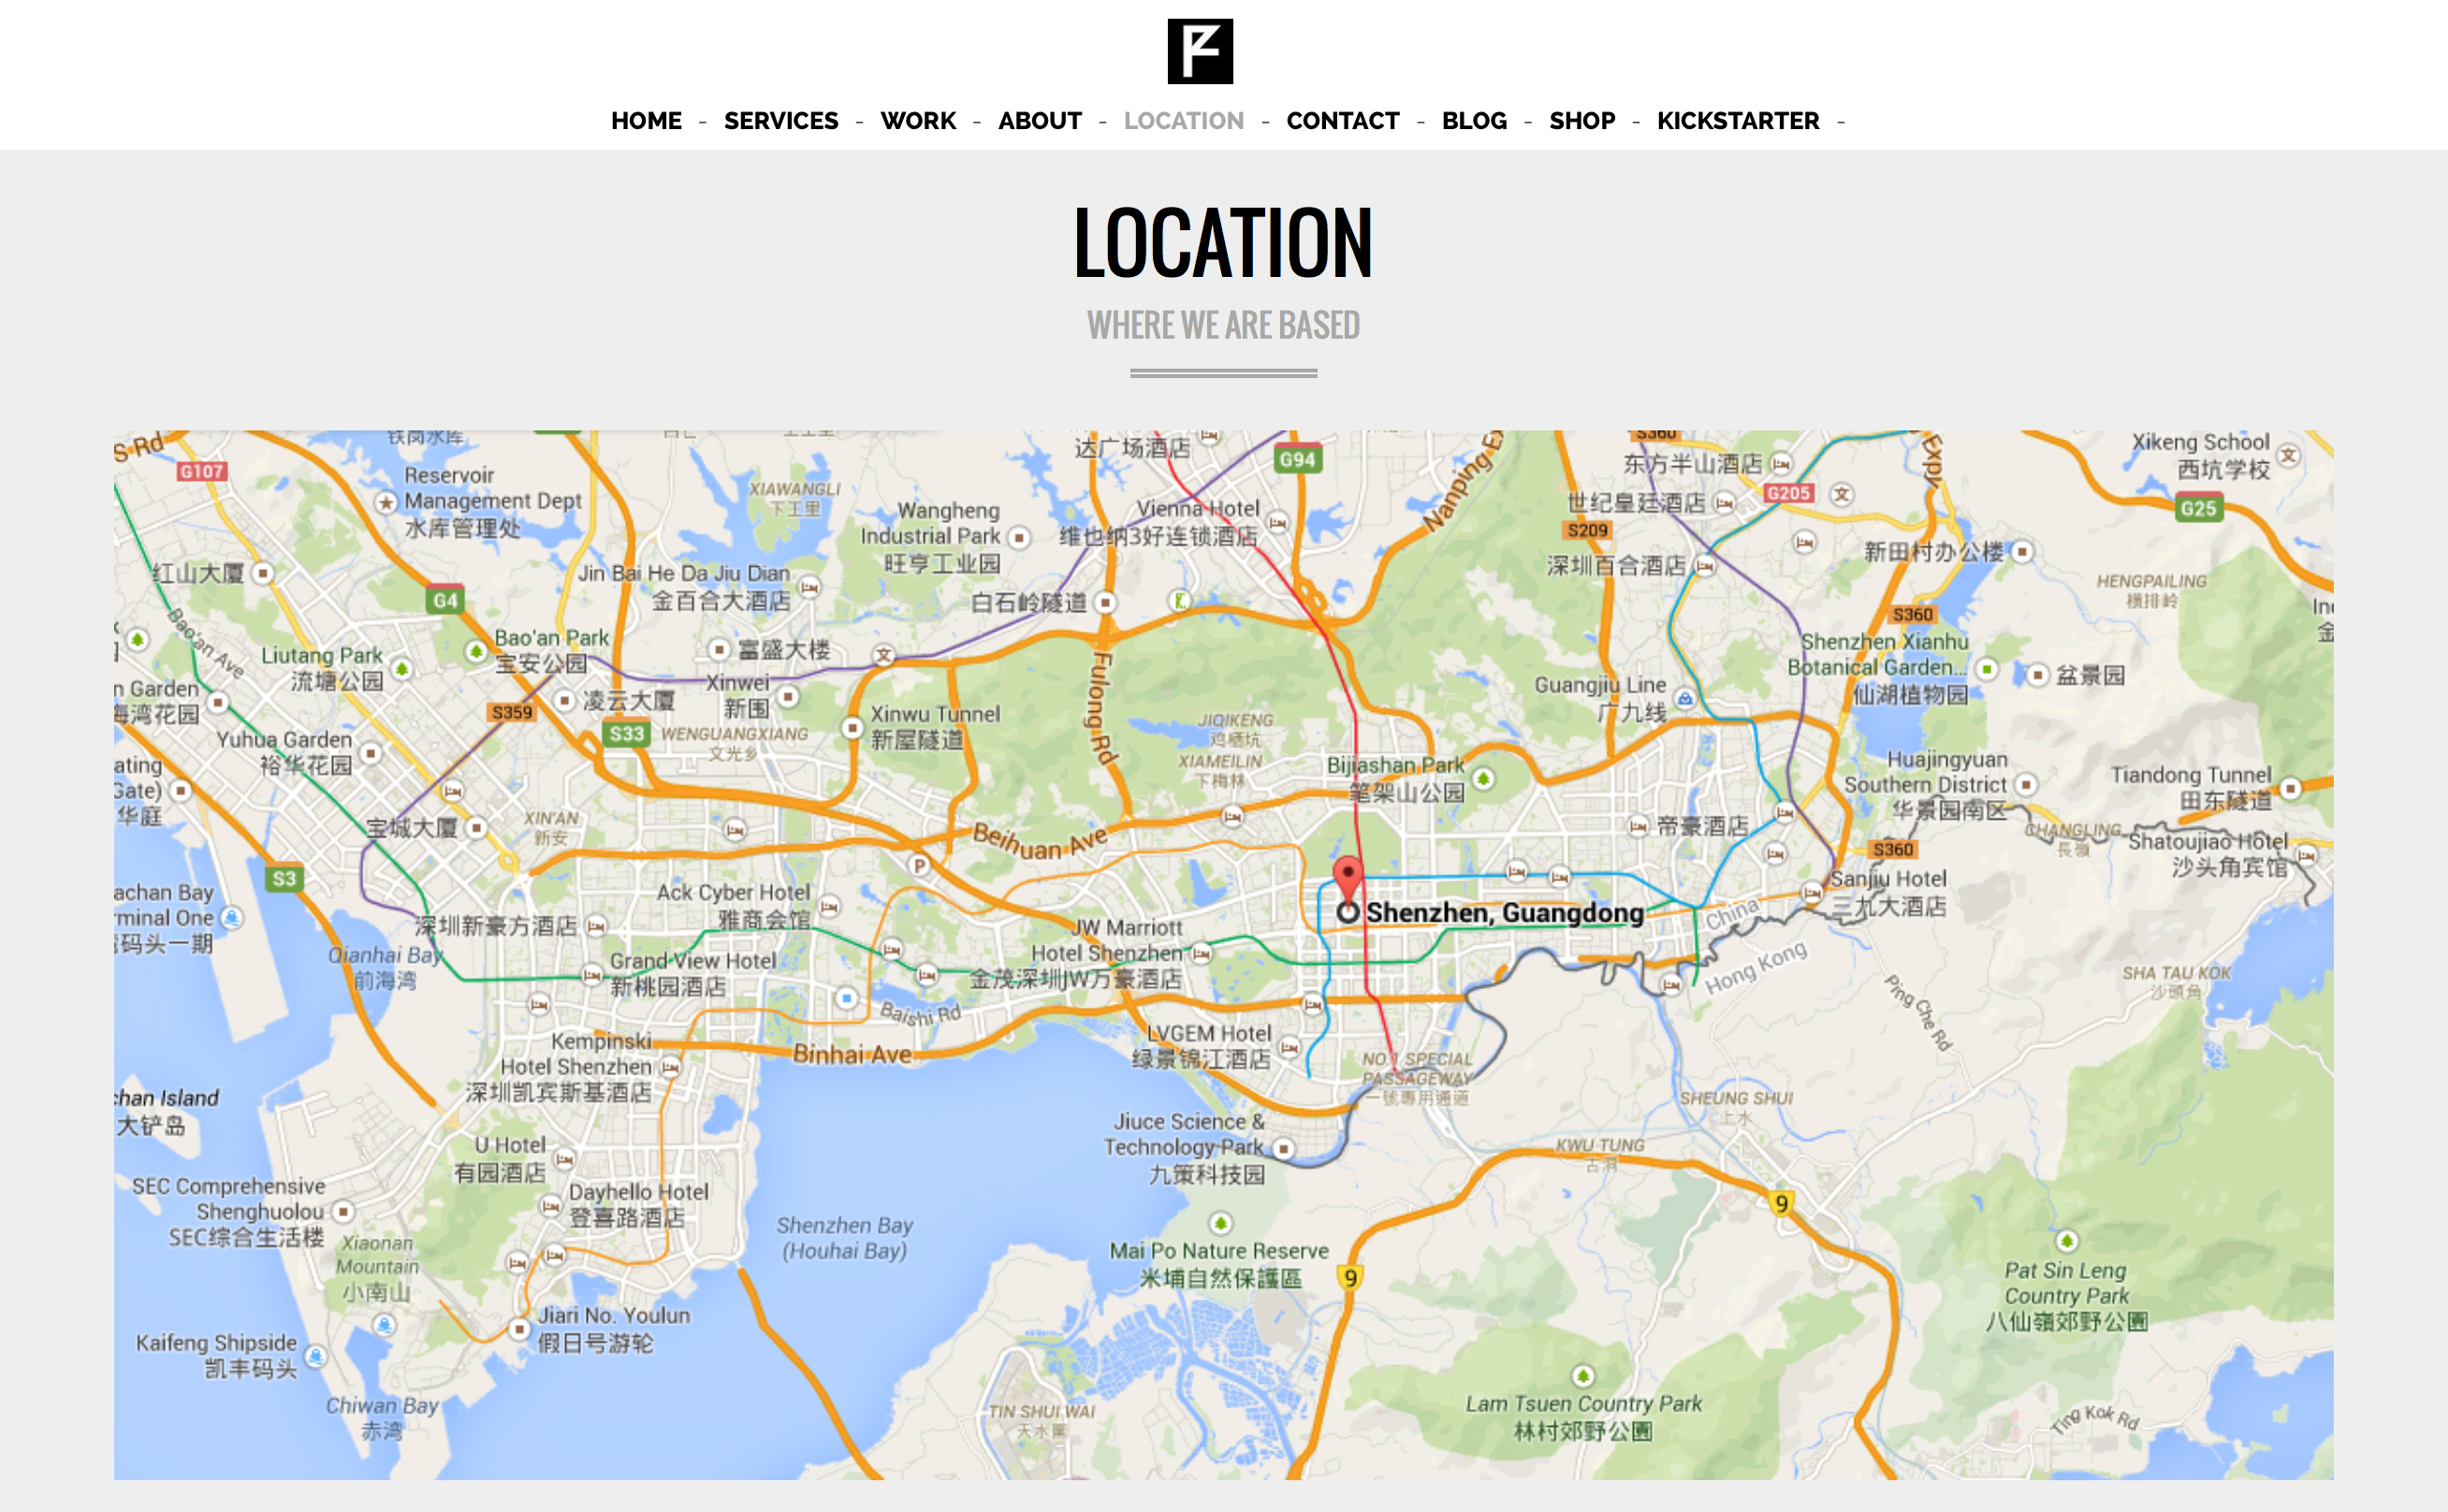 HOME - SERVICES - WORK - ABOUT - LOCATION - CONTACT - BLOG - SHOP - KICKSTARTER -
LOCATION
WHERE WE ARE BASED
S Rd
G107
铁岗水库
Reservoir
Management Dept
水库管理处
XIAWANGLI
下王里
达广场酒店
G94
Nanping
Wangheng
Industrial Park
旺亨工业园
Vienna Hotel
维也纳3好连锁酒店
S360
东方半山酒店
世纪皇廷酒店
G205
S209
深圳百合酒店
Expy
Xikeng School
西坑学校
G25
新田村办公楼
HENGPAILING
横排岭
红山大厦
G4
Jin Bai He Da Jiu Dian
金百合大酒店
白石岭隧道
S360
Bao'an Ave
Bao'an Park
宝安公园
Liutang Park
流塘公园
富盛大楼
Fulong Rd
Shenzhen Xianhu
Botanical Garden...
仙湖植物园
盆景园
n Garden
海湾花园
S359
凌云大厦
Xinwei
新围
S33
WENGUANGXIANG
文光乡
Xinwu Tunnel
新屋隧道
JIQIKENG
鸡栖坑
XIAMEILIN
下梅林
Guangjiu Line
广九线
Yuhua Garden
裕华花园
Bijiashan Park
笔架山公园
Huajingyuan
Southern District
华景园南区
Tiandong Tunnel
田东隧道
ating
Gate)
华庭
宝城大厦
XIN'AN
新安
Beihuan Ave
帝豪酒店
CHANGLING
長嶺
S360
Shatoujiao Hotel
沙头角宾馆
S3
P
achan Bay
rminal One
码头一期
Ack Cyber Hotel
雅商会馆
深圳新豪方酒店
Shenzhen, Guangdong
Sanjiu Hotel
三九大酒店
China
Hong Kong
JW Marriott
Hotel Shenzhen
金茂深圳JW万豪酒店
Qianhai Bay
前海湾
Grand View Hotel
新桃园酒店
Baishi Rd
SHA TAU KOK
沙頭角
Ping Che Rd
Kempinski
Hotel Shenzhen
深圳凯宾斯基酒店
Binhai Ave
LVGEM Hotel
绿景锦江酒店
NO.1 SPECIAL
PASSAGEWAY
一號專用通道
SHEUNG SHUI
上水
chan Island
大铲岛
Jiuce Science &
Technology Park
九策科技园
KWU TUNG
古洞
U Hotel
有园酒店
SEC Comprehensive
Shenghuolou
SEC综合生活楼
Dayhello Hotel
登喜路酒店
9
Shenzhen Bay
(Houhai Bay)
Xiaonan
Mountain
小南山
Mai Po Nature Reserve
米埔自然保護區
9
Pat Sin Leng
Country Park
八仙嶺郊野公園
Jiari No. Youlun
假日号游轮
Kaifeng Shipside
凯丰码头
Chiwan Bay
赤湾
TIN SHUI WAI
天水圍
Lam Tsuen Country Park
林村郊野公園
Ting Kok Rd